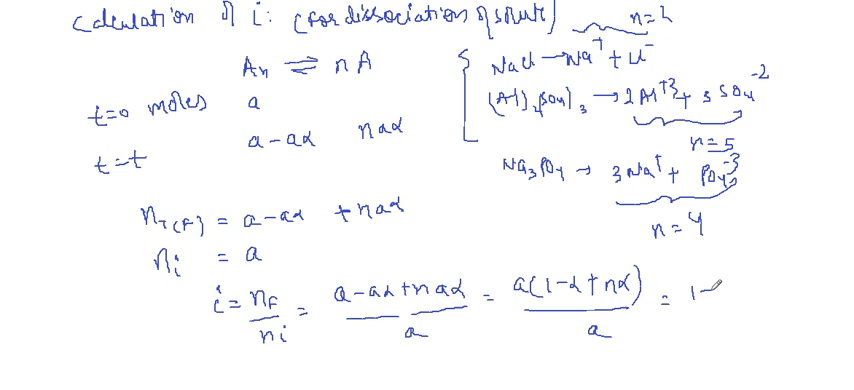 Calculation of i: (for dissociation of solute)
n=2
An ⇌ nA
NaCl → Na⁺ + Cl⁻
t=0 moles a
(Al)₂(SO₄)₃ → 2Al⁺³ + 3SO₄⁻²
n=5
t=t a-aα naα
Na₃PO₄ → 3Na⁺ + PO₄⁻³
n=4
nT(F) = a-aα + naα
ni = a
i = nF/ni = (a-aα+naα)/a = a(1-α+nα)/a = 1-